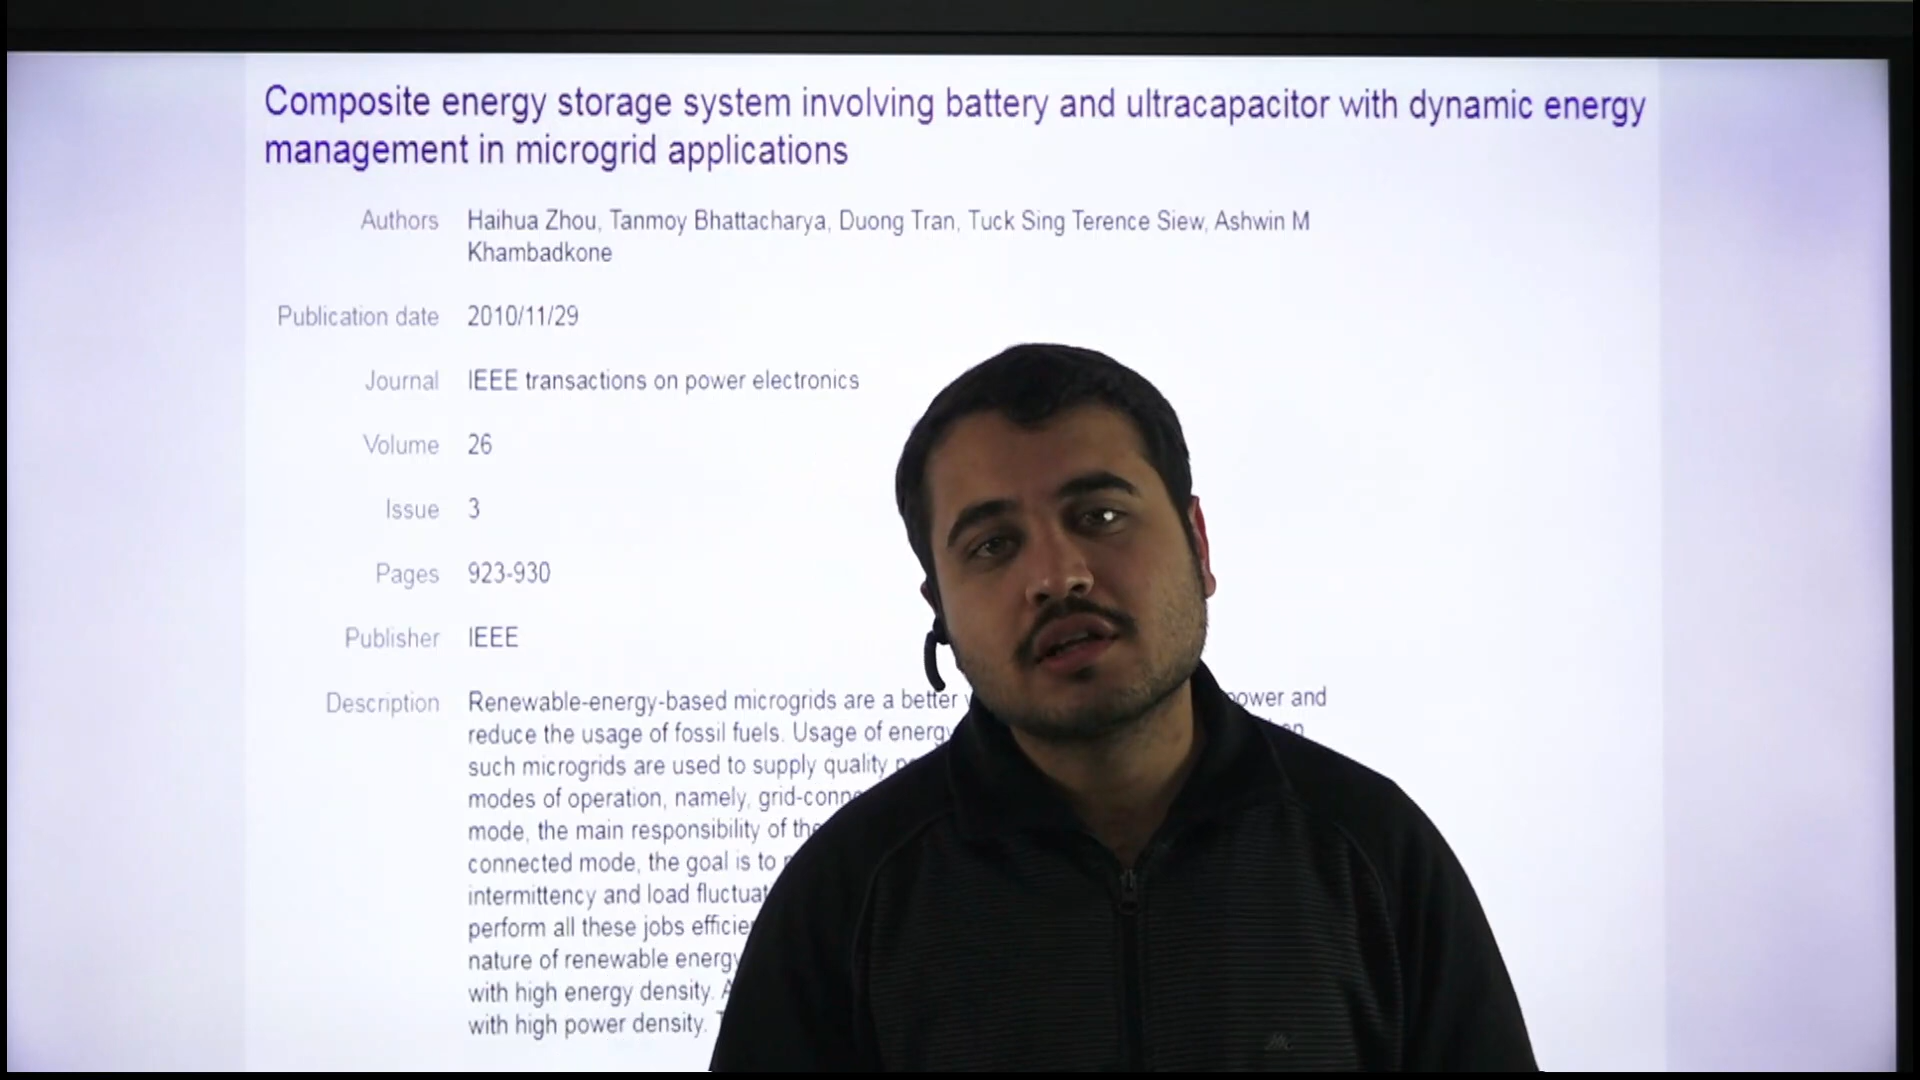 Composite energy storage system involving battery and ultracapacitor with dynamic energy
management in microgrid applications
Authors Haihua Zhou, Tanmoy Bhattacharya, Duong Tran, Tuck Sing Terence Siew, Ashwin M
Khambadkone
Publication date 2010/11/29
Journal IEEE transactions on power electronics
Volume 26
Issue 3
Pages 923-930
Publisher IEEE
Description Renewable-energy-based microgrids are a better power and
reduce the usage of fossil fuels. Usage of energy
such microgrids are used to supply quality
modes of operation, namely,
mode, the main responsibility of the
connected mode, the goal is to
intermittency and load
perform all these jobs
nature of renewable energy
with high energy density.
with high power density.